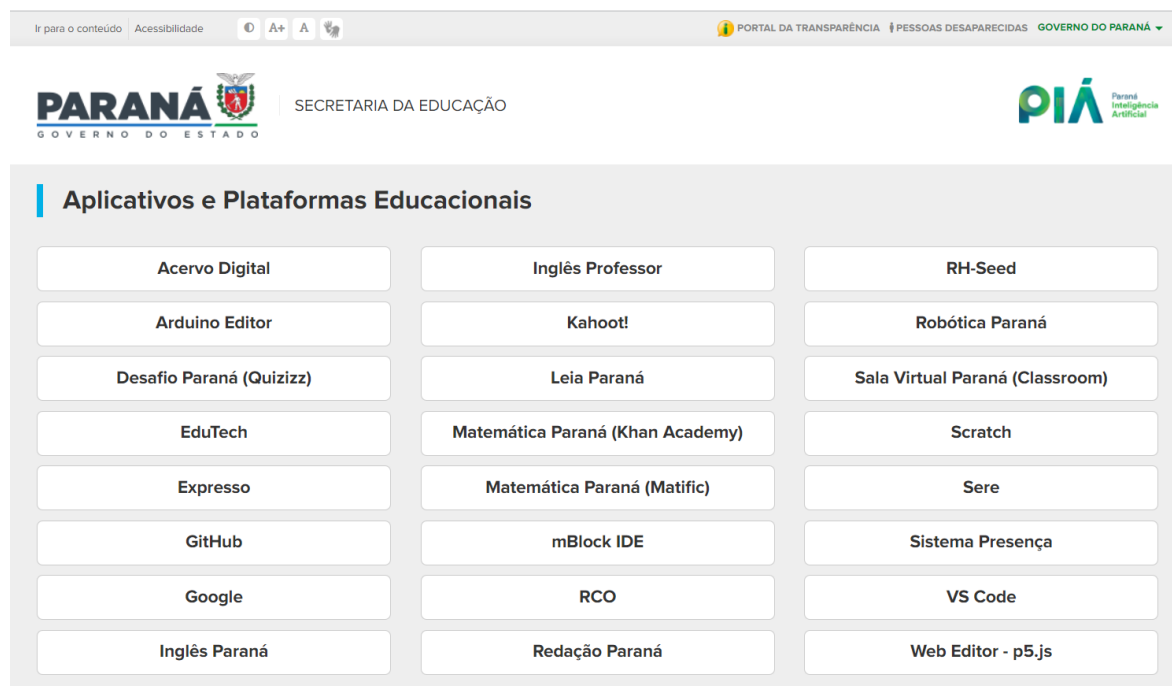 Ir para o conteúdo Acessibilidade A+ A PORTAL DA TRANSPARÊNCIA PESSOAS DESAPARECIDAS GOVERNO DO PARANÁ
PARANÁ
GOVERNO DO ESTADO
SECRETARIA DA EDUCAÇÃO
PIÁ
Paraná
Inteligência
Artificial
Aplicativos e Plataformas Educacionais
Acervo Digital Inglês Professor RH-Seed
Arduino Editor Kahoot! Robótica Paraná
Desafio Paraná (Quizizz) Leia Paraná Sala Virtual Paraná (Classroom)
EduTech Matemática Paraná (Khan Academy) Scratch
Expresso Matemática Paraná (Matific) Sere
GitHub mBlock IDE Sistema Presença
Google RCO VS Code
Inglês Paraná Redação Paraná Web Editor - p5.js